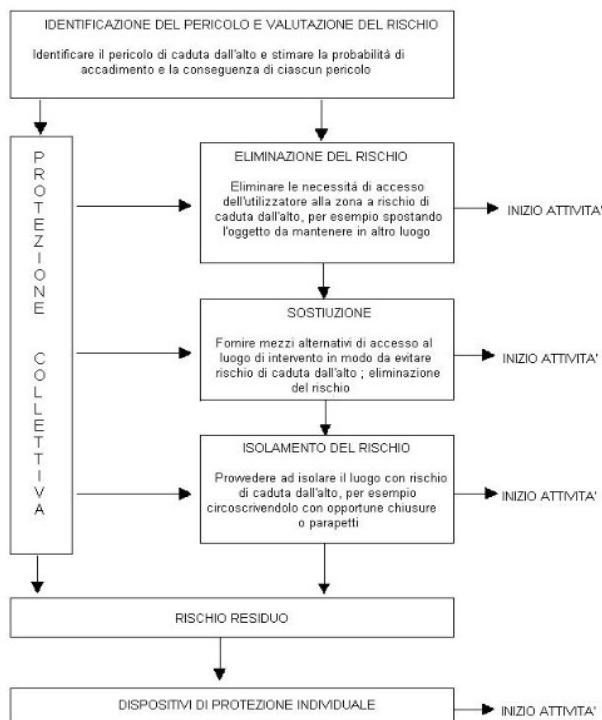 IDENTIFICAZIONE DEL PERICOLO E VALUTAZIONE DEL RISCHIO
Identificare il pericolo di caduta dall'alto e stimare la probabilità di
accadimento e la conseguenza di ciascun pericolo
PROTEZIONE COLLETTIVA
ELIMINAZIONE DEL RISCHIO
Eliminare le necessità di accesso
dell'utilizzatore alla zona a rischio di
caduta dall'alto, per esempio spostando
l'oggetto da mantenere in altro luogo
INIZIO ATTIVITA'
SOSTIUZIONE
Fornire mezzi alternativi di accesso al
luogo di intervento in modo da evitare
rischio di caduta dall'alto ; eliminazione
del rischio
INIZIO ATTIVITA'
ISOLAMENTO DEL RISCHIO
Provvedere ad isolare il luogo con rischio
di caduta dall'alto, per esempio
circoscrivendolo con opportune chiusure
o parapetti
INIZIO ATTIVITA'
RISCHIO RESIDUO
DISPOSITIVI DI PROTEZIONE INDIVIDUALE
INIZIO ATTIVITA'